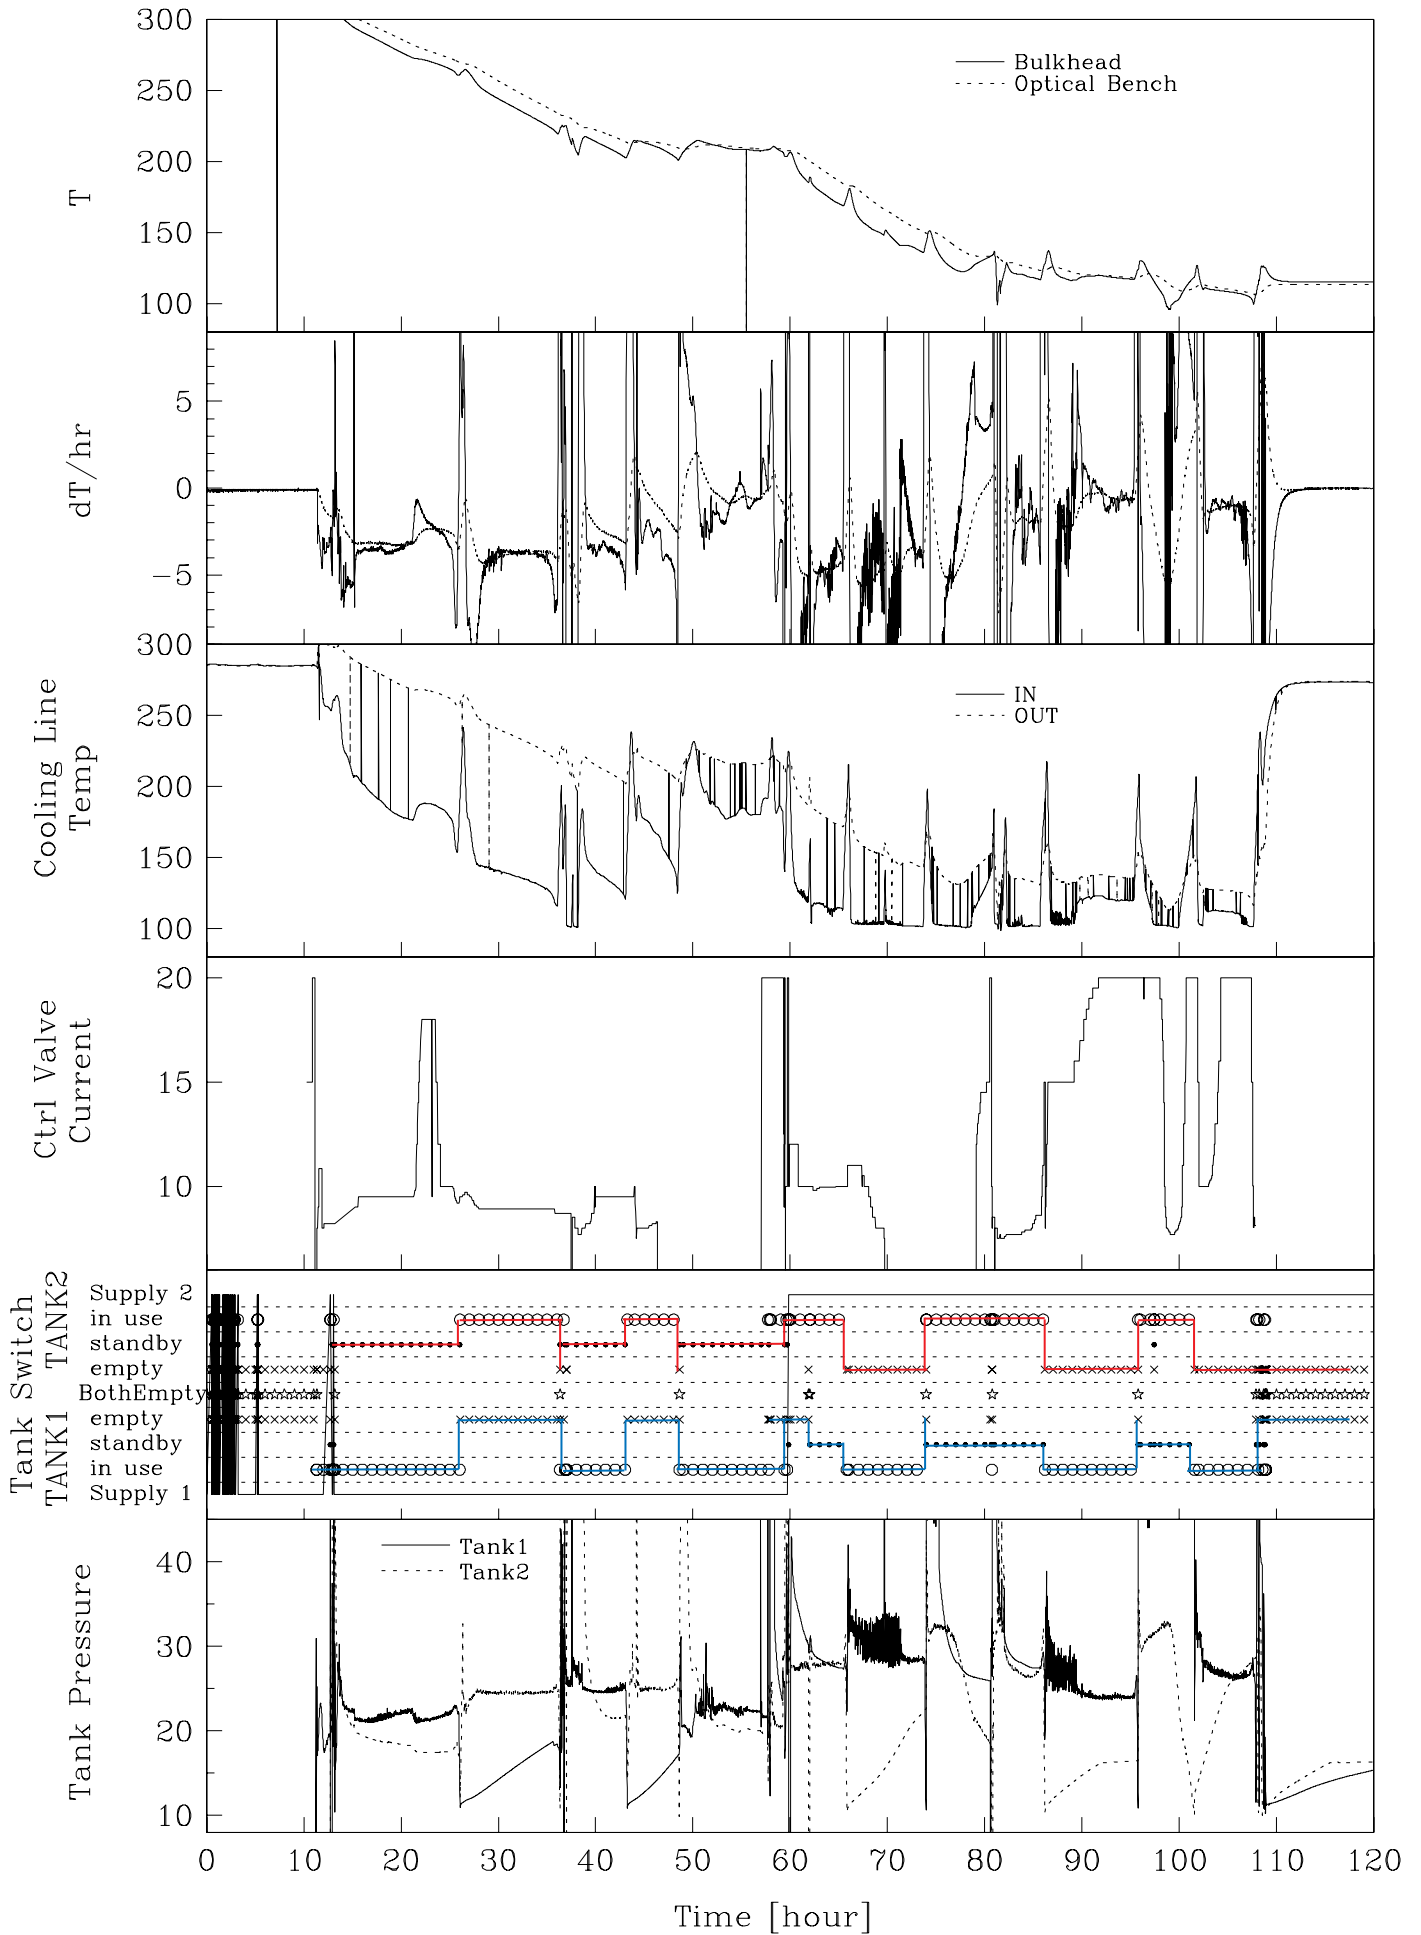 300
250
200
150
100
T
Bulkhead
Optical Bench
5
0
−5
dT/hr
300
250
200
150
100
Cooling Line
Temp
IN
OUT
20
15
10
Ctrl Valve
Current
Tank Switch
TANK1 TANK2
Supply 2
in use
standby
empty
BothEmpty
empty
standby
in use
Supply 1
40
30
20
10
Tank Pressure
Tank1
Tank2
0 10 20 30 40 50 60 70 80 90 100 110 120
Time [hour]